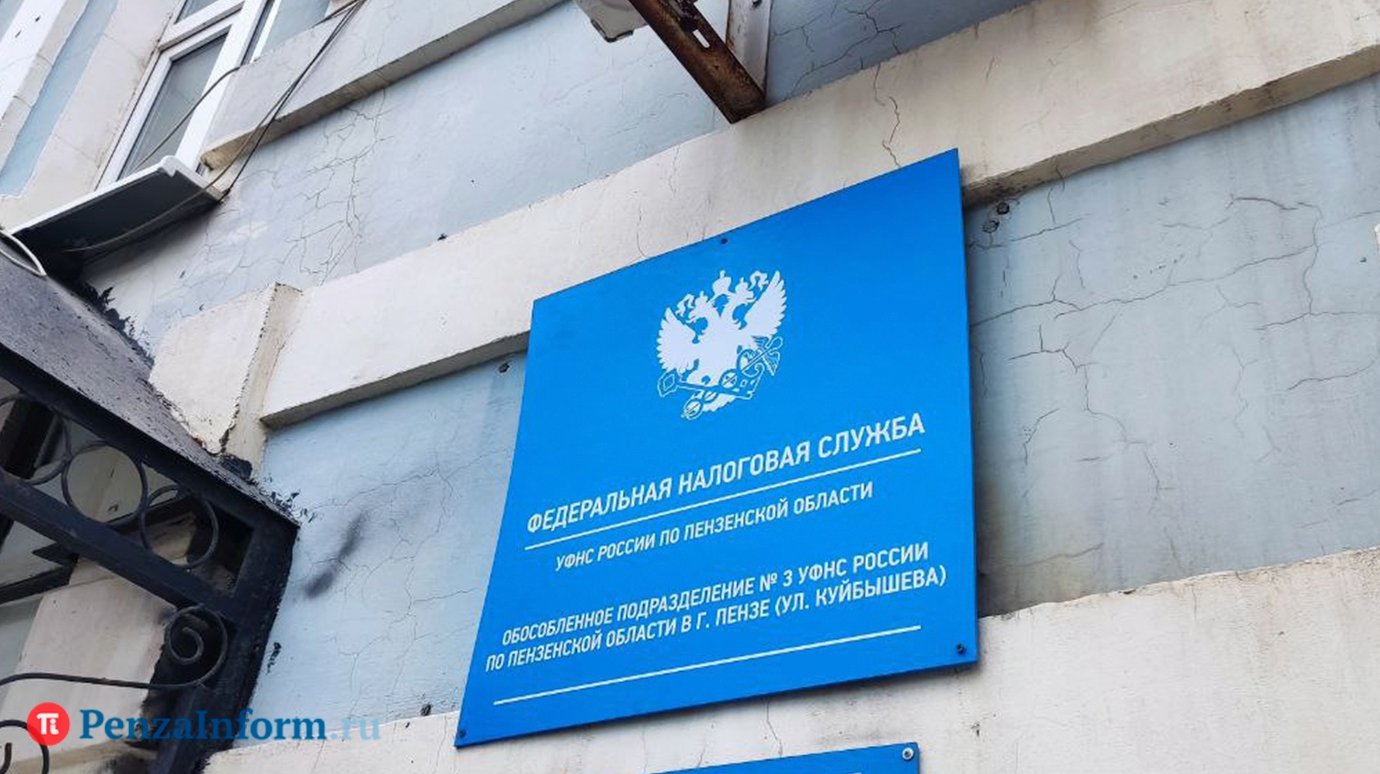 ФЕДЕРАЛЬНАЯ НАЛОГОВАЯ СЛУЖБА
УФНС РОССИИ ПО ПЕНЗЕНСКОЙ ОБЛАСТИ
ОБОСОБЛЕННОЕ ПОДРАЗДЕЛЕНИЕ № 3 УФНС РОССИИ
ПО ПЕНЗЕНСКОЙ ОБЛАСТИ В Г. ПЕНЗЕ (УЛ. КУЙБЫШЕВА)
PenzaInform.ru